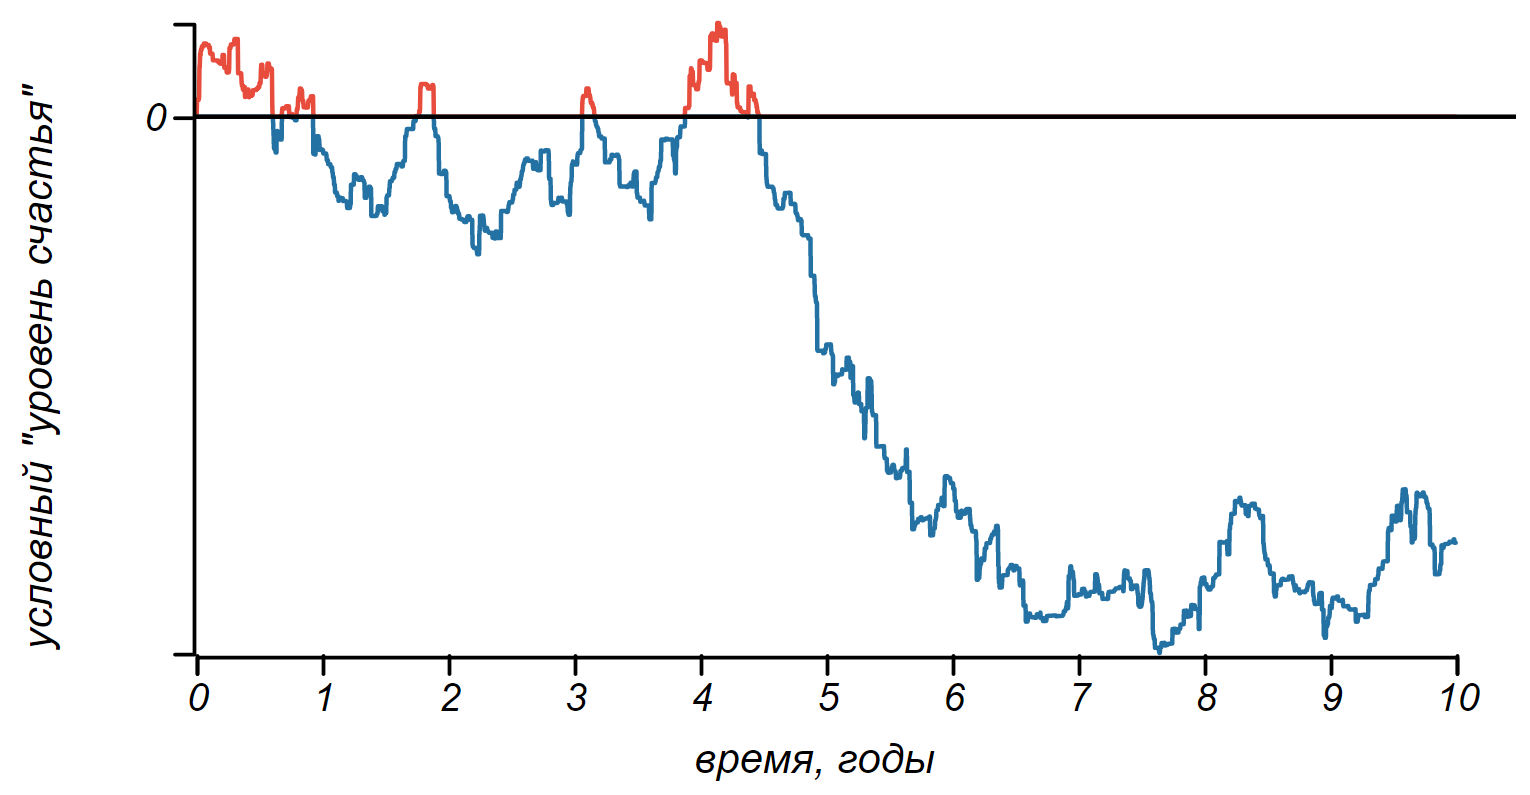 условный "уровень счастья"
0
0 1 2 3 4 5 6 7 8 9 10
время, годы